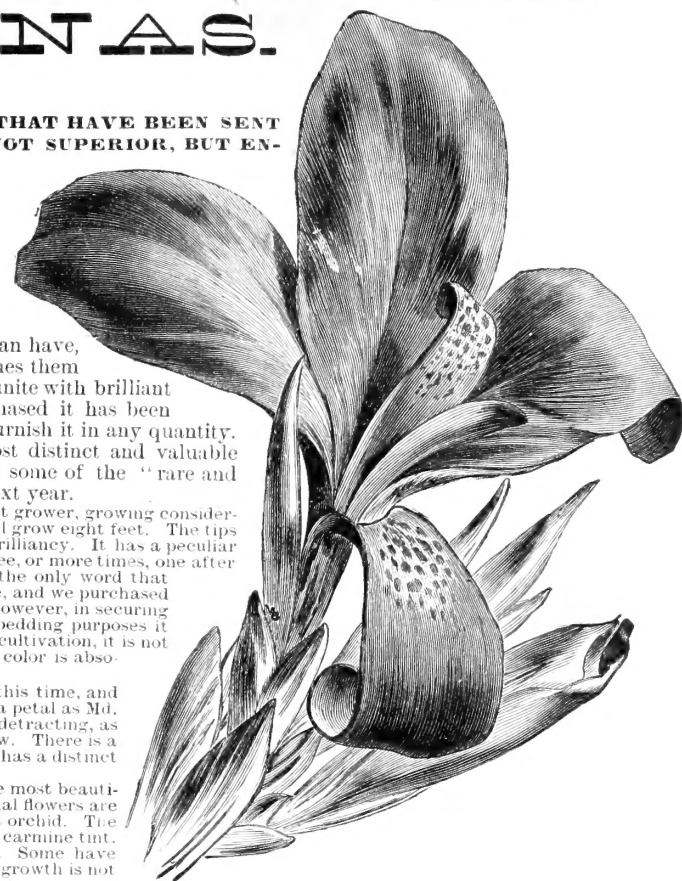 NAS.
THAT HAVE BEEN SENT
NOT SUPERIOR, BUT EN-
an have,
nes them
unite with brilliant
hased it has been
urnish it in any quantity.
ost distinct and valuable
some of the "rare and
xt year.
t grower, growing consider-
l grow eight feet. The tips
rilliancy. It has a peculiar
ee, or more times, one after
the only word that
, and we purchased
owever, in securing
bedding purposes it
cultivation, it is not
color is abso-
this time, and
a petal as Md.
detracting, as
w. There is a
has a distinct
e most beauti-
al flowers are
orchid. The
carmine tint.
Some have
growth is not